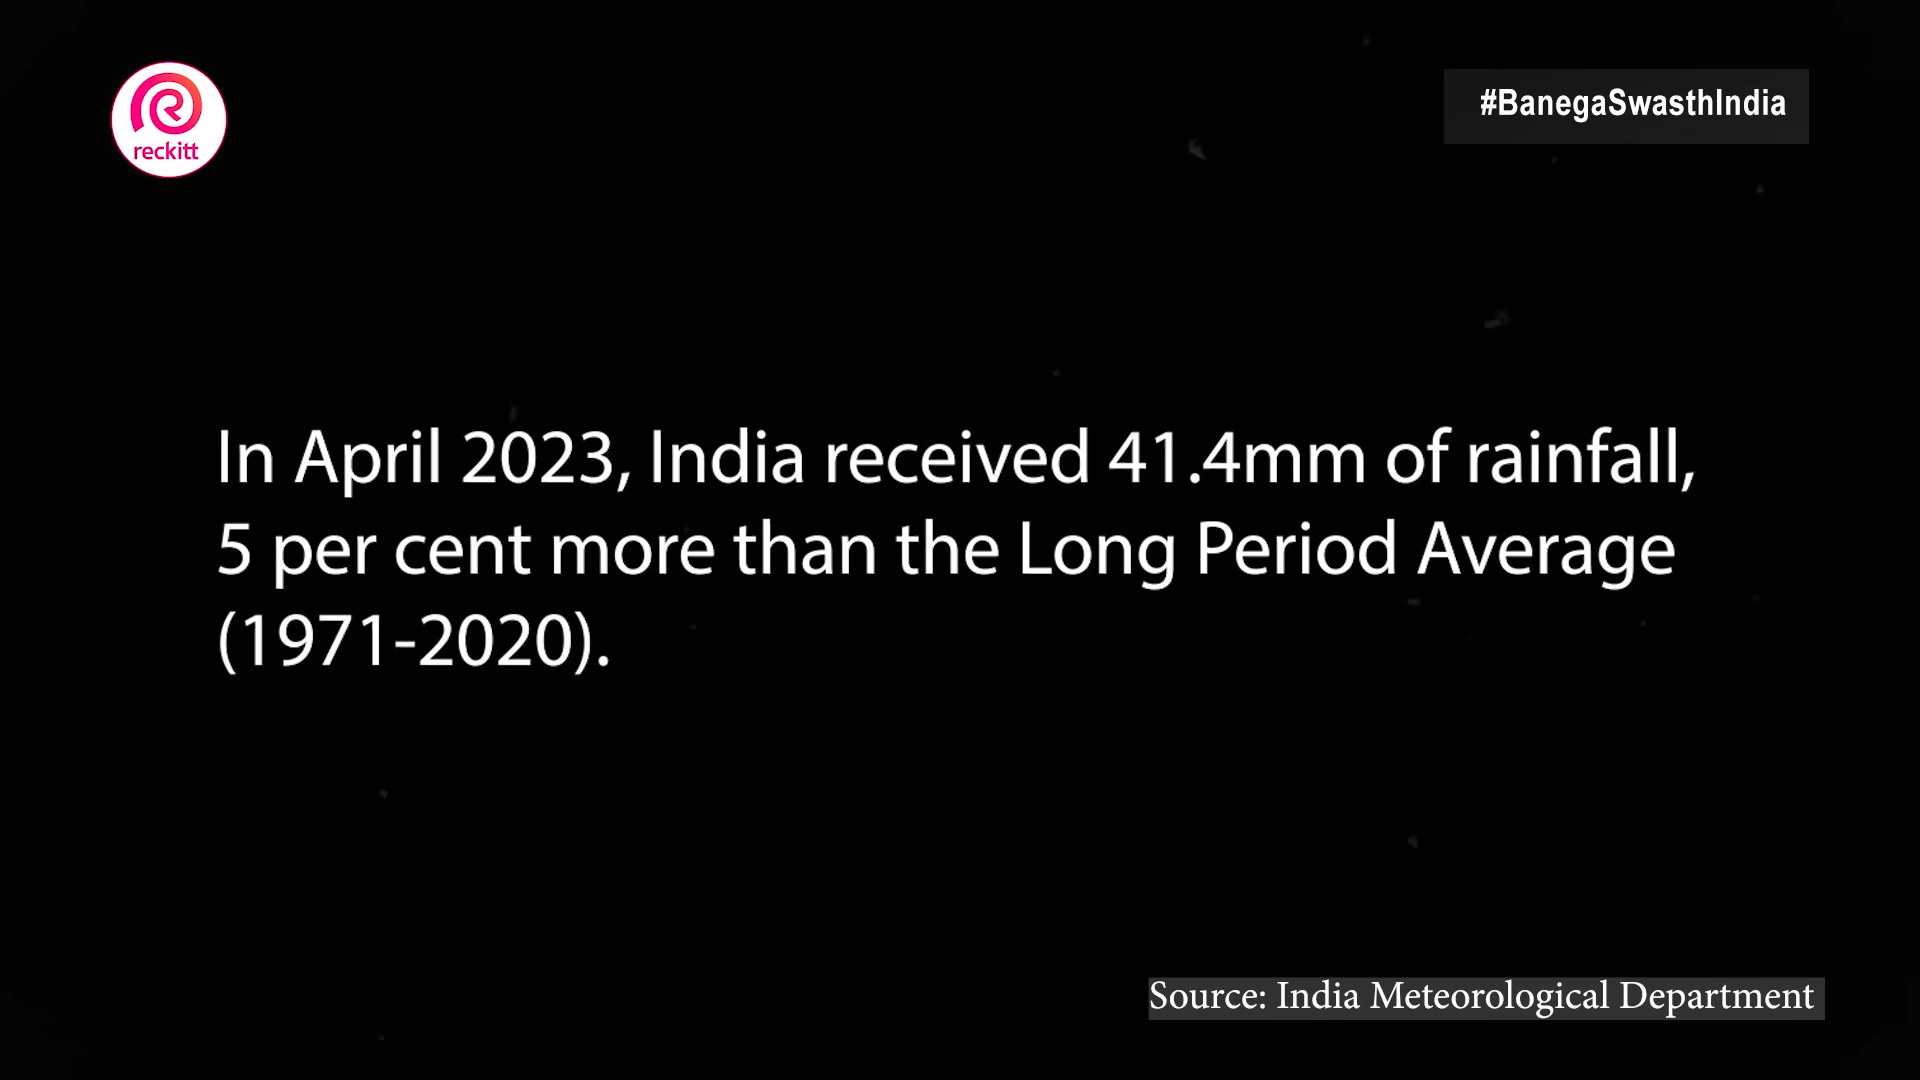 reckitt
#BanegaSwasthIndia
In April 2023, India received 41.4mm of rainfall,
5 per cent more than the Long Period Average
(1971-2020).
Source: India Meteorological Department